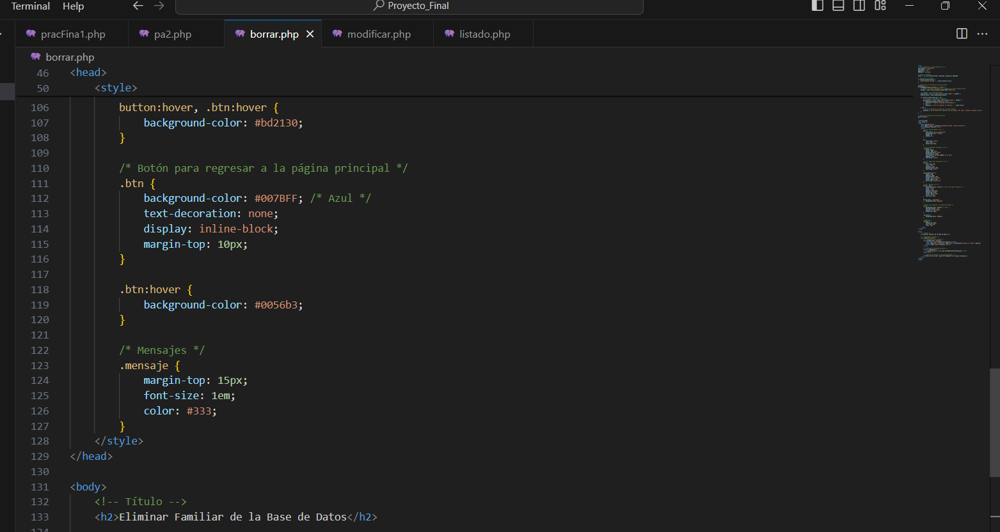 Terminal Help Proyecto_Final
pracFina1.php pa2.php borrar.php modificar.php listado.php
borrar.php
46 <head>
50 <style>
106 button:hover, .btn:hover {
107 background-color: #bd2130;
108 }
109
110 /* Botón para regresar a la página principal */
111 .btn {
112 background-color: #007BFF; /* Azul */
113 text-decoration: none;
114 display: inline-block;
115 margin-top: 10px;
116 }
117
118 .btn:hover {
119 background-color: #0056b3;
120 }
121
122 /* Mensajes */
123 .mensaje {
124 margin-top: 15px;
125 font-size: 1em;
126 color: #333;
127 }
128 </style>
129 </head>
130
131 <body>
132 <!-- Título -->
133 <h2>Eliminar Familiar de la Base de Datos</h2>
134